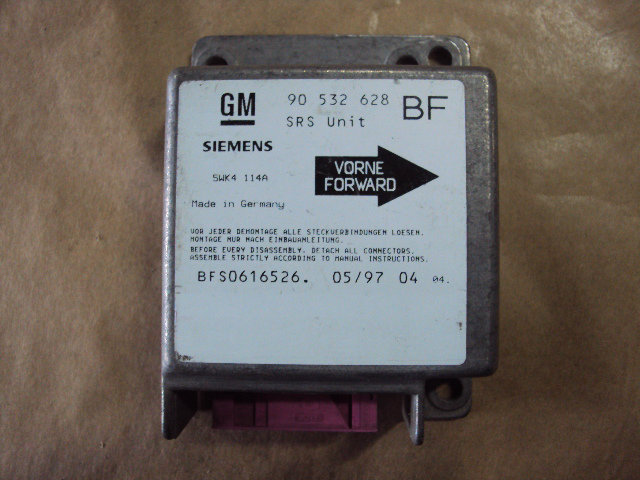 GM 90 532 628 BF
SRS Unit
SIEMENS
VORNE
FORWARD
5WK4 114A
Made in Germany
VOR JEDER DEMONTAGE ALLE STECKVERBINDUNGEN LOESEN.
MONTAGE NUR NACH EINBAUANLEITUNG.
BEFORE EVERY DISASSEMBLY, DETACH ALL CONNECTORS.
ASSEMBLE STRICTLY ACCORDING TO MANUAL INSTRUCTIONS.
BFS0616526. 05/97 04 04.